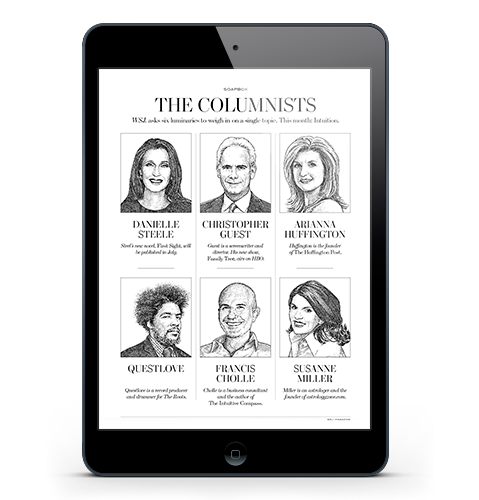 SOAPBOX
THE COLUMNISTS
WSJ. asks six luminaries to weigh in on a single topic. This month: Intuition.
DANIELLE
STEELE
Steel's new novel, First Sight, will
be published in July.
CHRISTOPHER
GUEST
Guest is a screenwriter and
director. His new show,
Family Tree, airs on HBO.
ARIANNA
HUFFINGTON
Huffington is the founder
of The Huffington Post.
QUESTLOVE
Questlove is a record producer
and drummer for The Roots.
FRANCIS
CHOLLE
Cholle is a business consultant
and the author of
The Intuitive Compass.
SUSANNE
MILLER
Miller is an astrologer and the
founder of astrologyzone.com.
WSJ. MAGAZINE